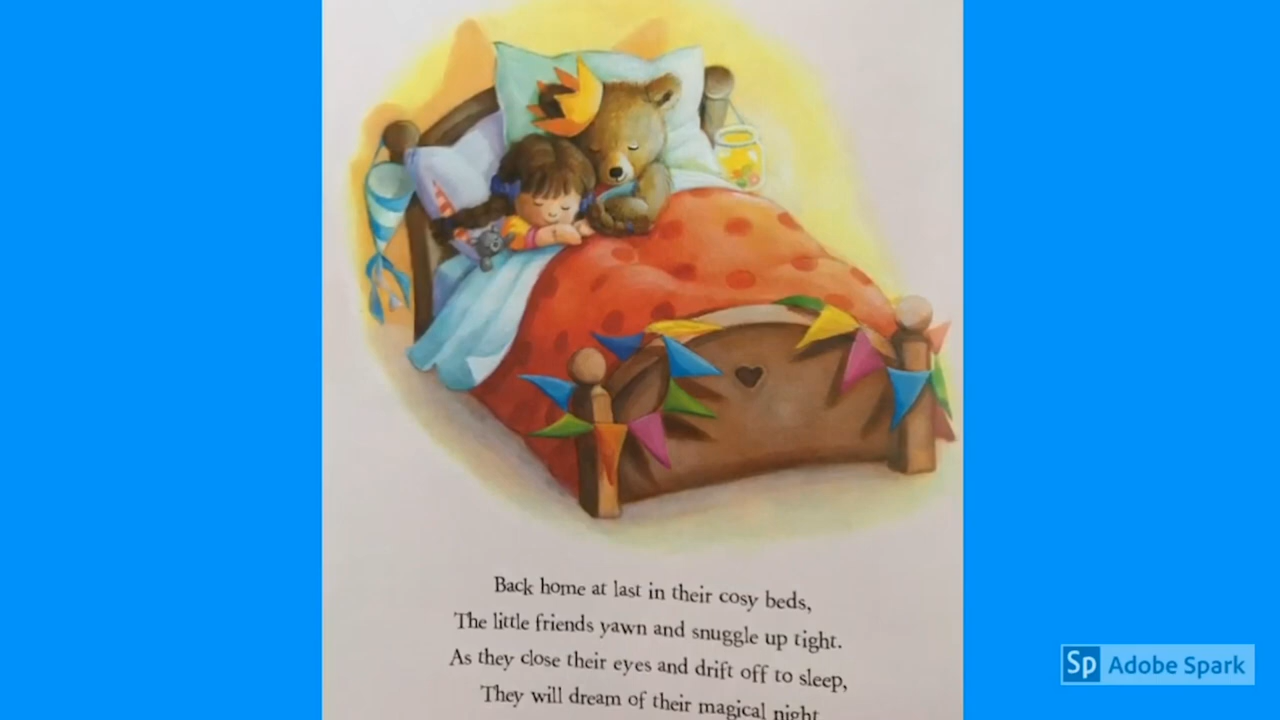 Back home at last in their cosy beds,
The little friends yawn and snuggle up tight.
As they close their eyes and drift off to sleep,
They will dream of their magical night
Sp Adobe Spark